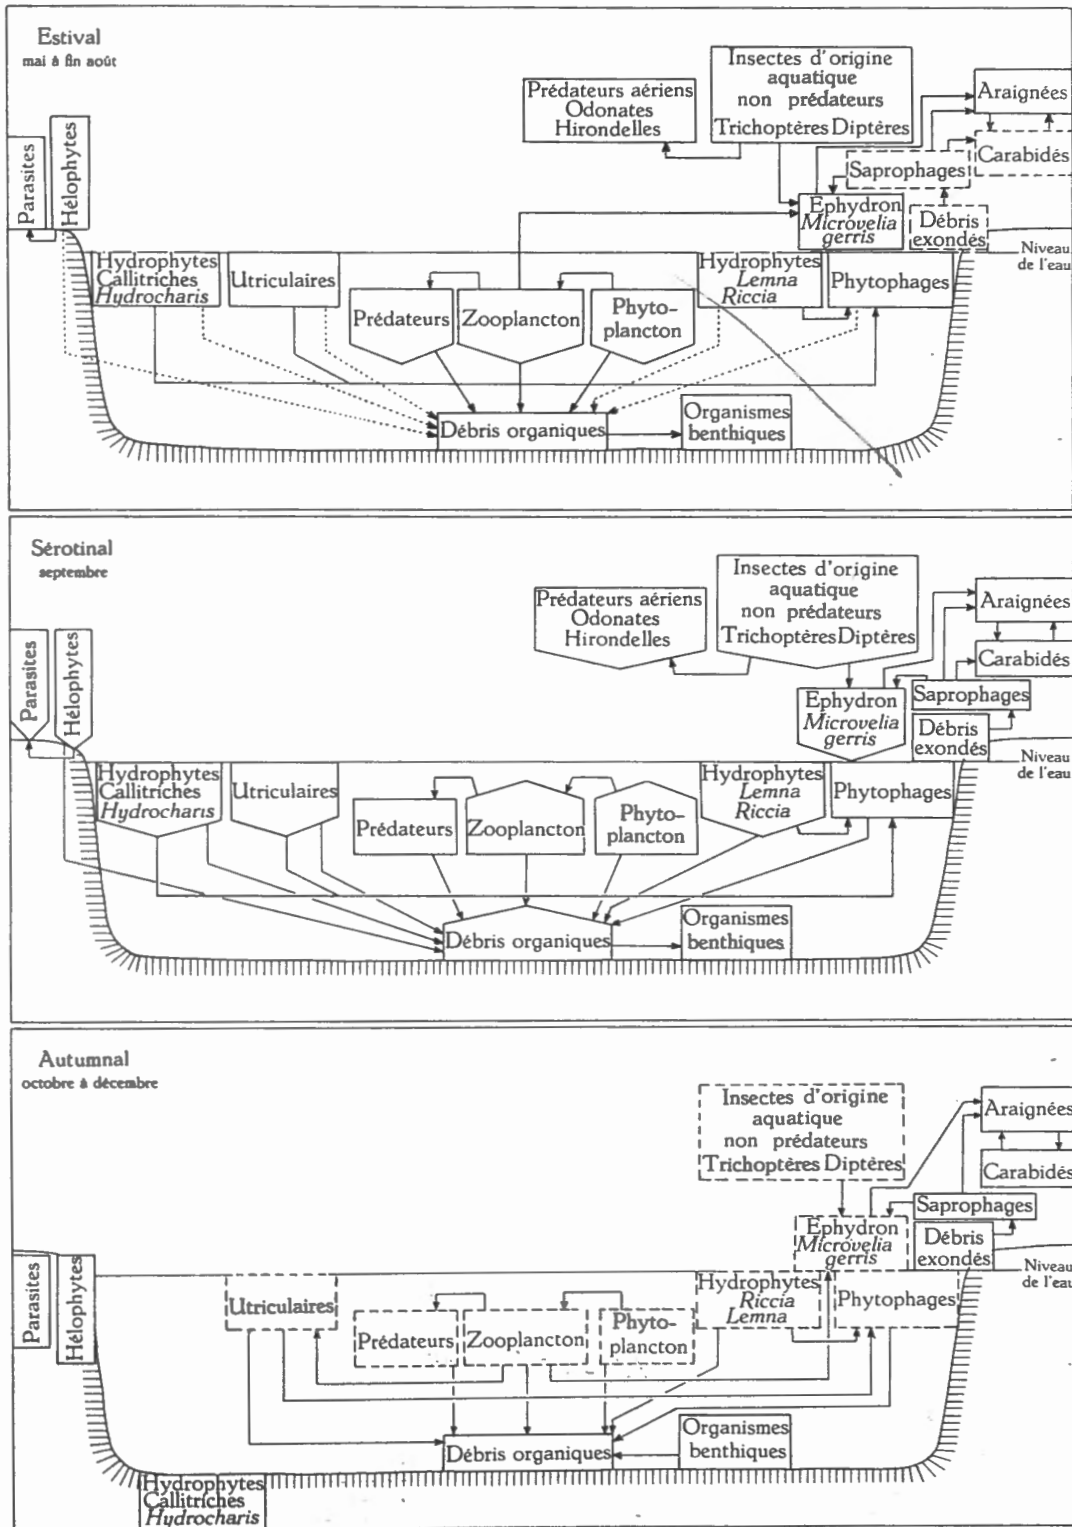 Estival
mai à fin août
Parasites
Hélophytes
Prédateurs aériens
Odonates
Hirondelles
Insectes d'origine
aquatique
non prédateurs
Trichoptères Diptères
Araignées
Carabidés
Saprophages
Ephydron
Microvelia
gerris
Débris
exondés
Niveau
de l'eau
Hydrophytes
Callitriches
Hydrocharis
Utriculaires
Prédateurs
Zooplancton
Phyto-
plancton
Hydrophytes
Lemna
Riccia
Phytophages
Débris organiques
Organismes
benthiques
Sérotinal
septembre
Parasites
Hélophytes
Prédateurs aériens
Odonates
Hirondelles
Insectes d'origine
aquatique
non prédateurs
Trichoptères Diptères
Araignées
Carabidés
Saprophages
Ephydron
Microvelia
gerris
Débris
exondés
Niveau
de l'eau
Hydrophytes
Callitriches
Hydrocharis
Utriculaires
Prédateurs
Zooplancton
Phyto-
plancton
Hydrophytes
Lemna
Riccia
Phytophages
Débris organiques
Organismes
benthiques
Autumnal
octobre à décembre
Parasites
Hélophytes
Insectes d'origine
aquatique
non prédateurs
Trichoptères Diptères
Araignées
Carabidés
Saprophages
Ephydron
Microvelia
gerris
Débris
exondés
Niveau
de l'eau
Utriculaires
Prédateurs
Zooplancton
Phyto-
plancton
Hydrophytes
Riccia
Lemna
Phytophages
Débris organiques
Organismes
benthiques
Hydrophytes
Callitriches
Hydrocharis